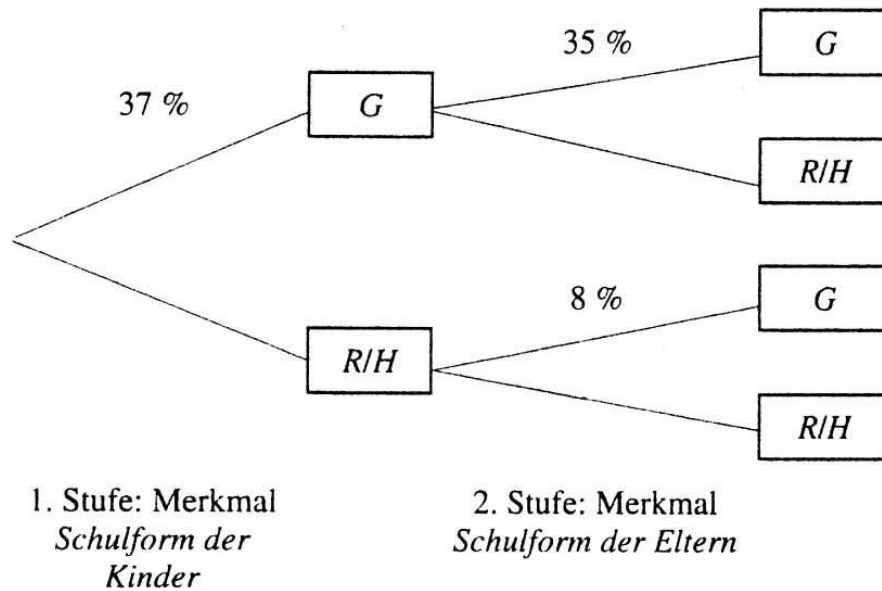 35 %
G
37 %
G
R/H
8 %
G
R/H
R/H
1. Stufe: Merkmal
Schulform der
Kinder
2. Stufe: Merkmal
Schulform der Eltern